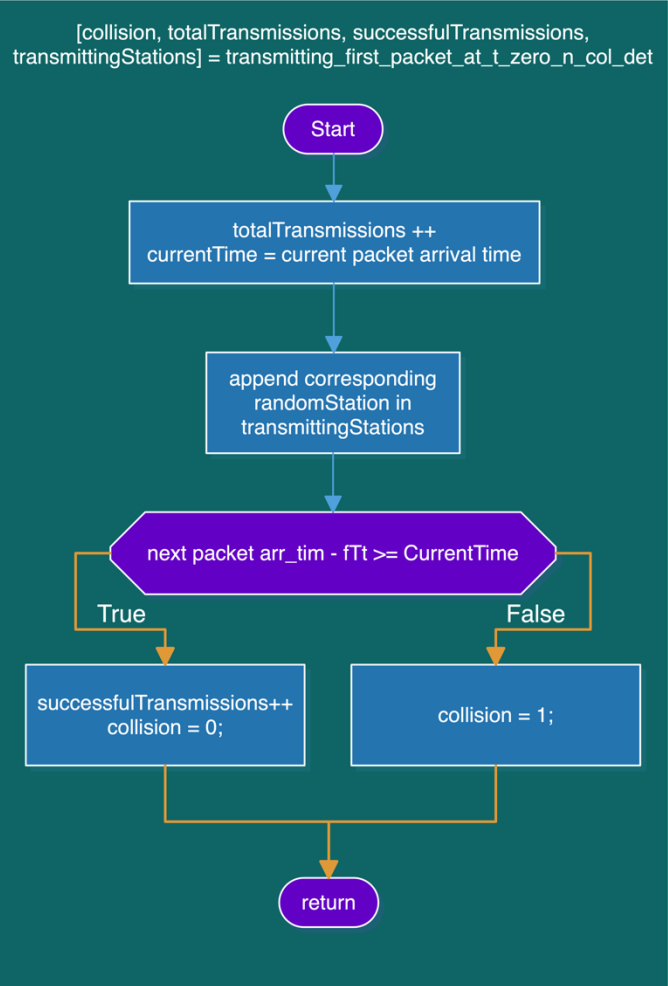 [collision, totalTransmissions, successfulTransmissions,
transmittingStations] = transmitting_first_packet_at_t_zero_n_col_det
Start
totalTransmissions ++
currentTime = current packet arrival time
append corresponding
randomStation in
transmittingStations
next packet arr_tim - fTt >= CurrentTime
True
False
successfulTransmissions++
collision = 0;
collision = 1;
return